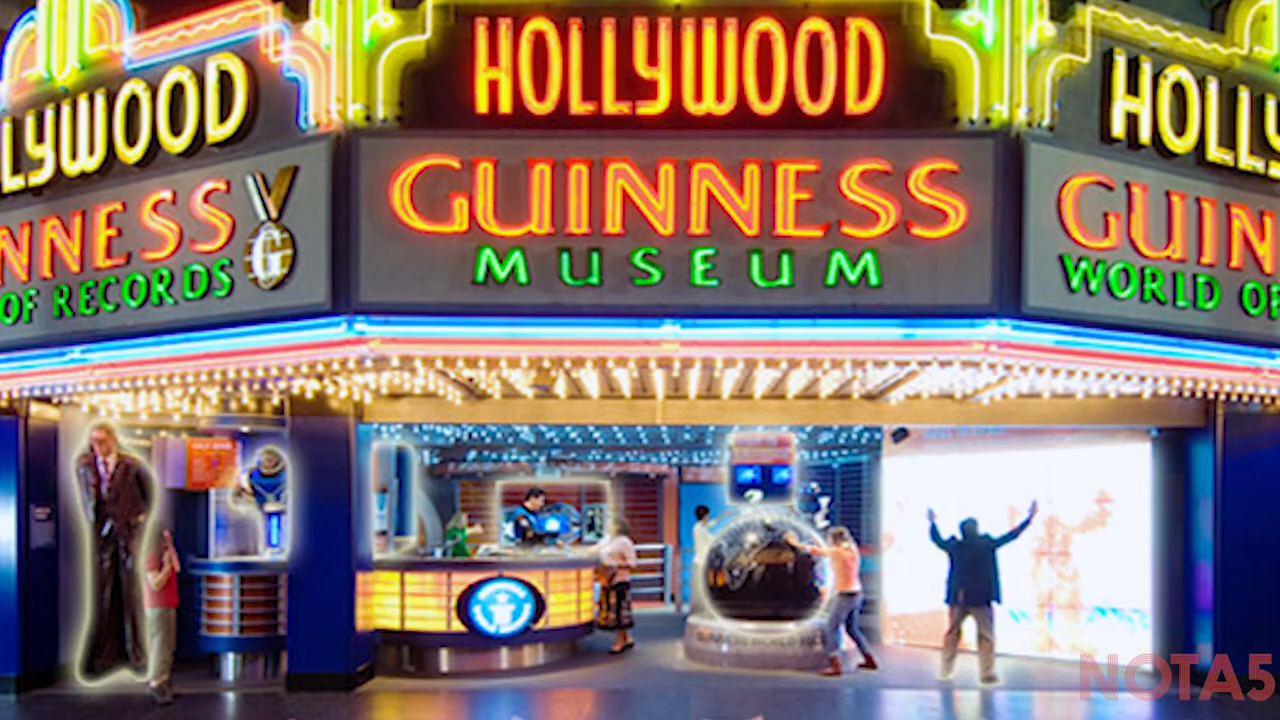 HOLLYWOOD
LYWOOD
HOLLY
GUINNESS
MUSEUM
NNESS
OF RECORDS
G
GUIN
WORLD OF
NOTA5